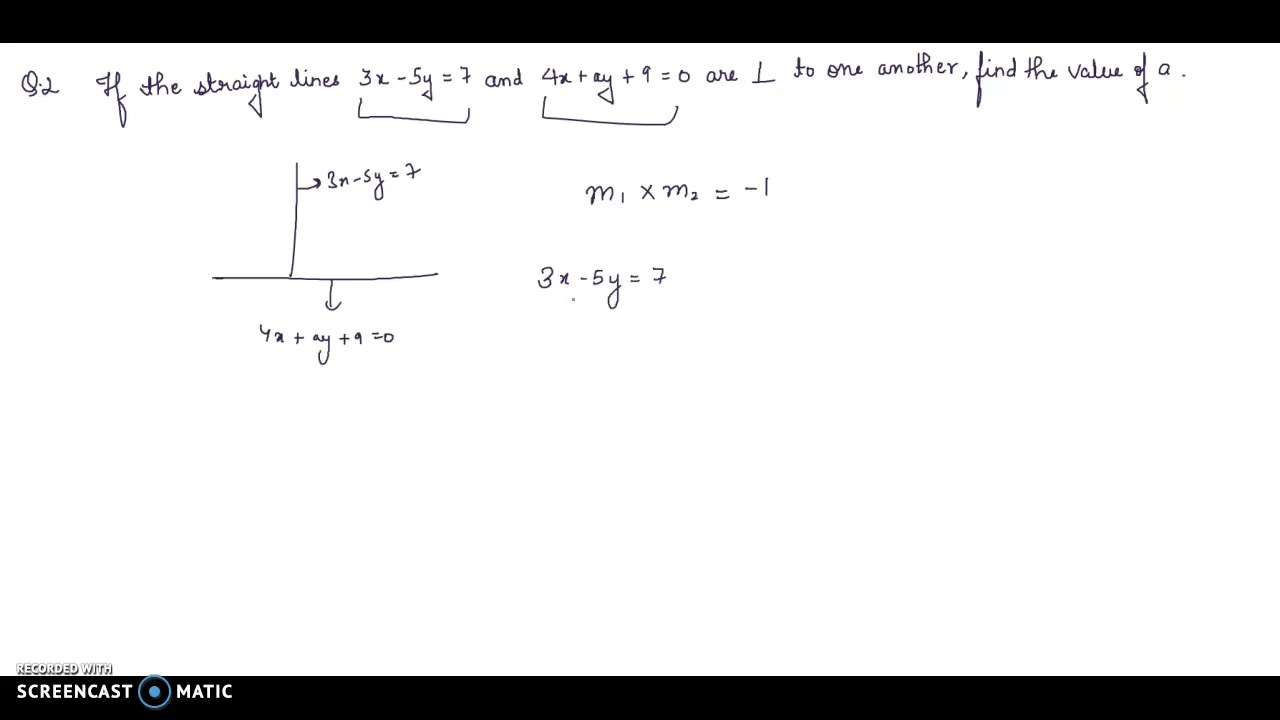 Q.2 If the straight lines 3x - 5y = 7 and 4x + ay + 9 = 0 are ⊥ to one another, find the value of a.
3x - 5y = 7
m₁ × m₂ = -1
3x - 5y = 7
4x + ay + 9 = 0
RECORDED WITH
SCREENCAST MATIC